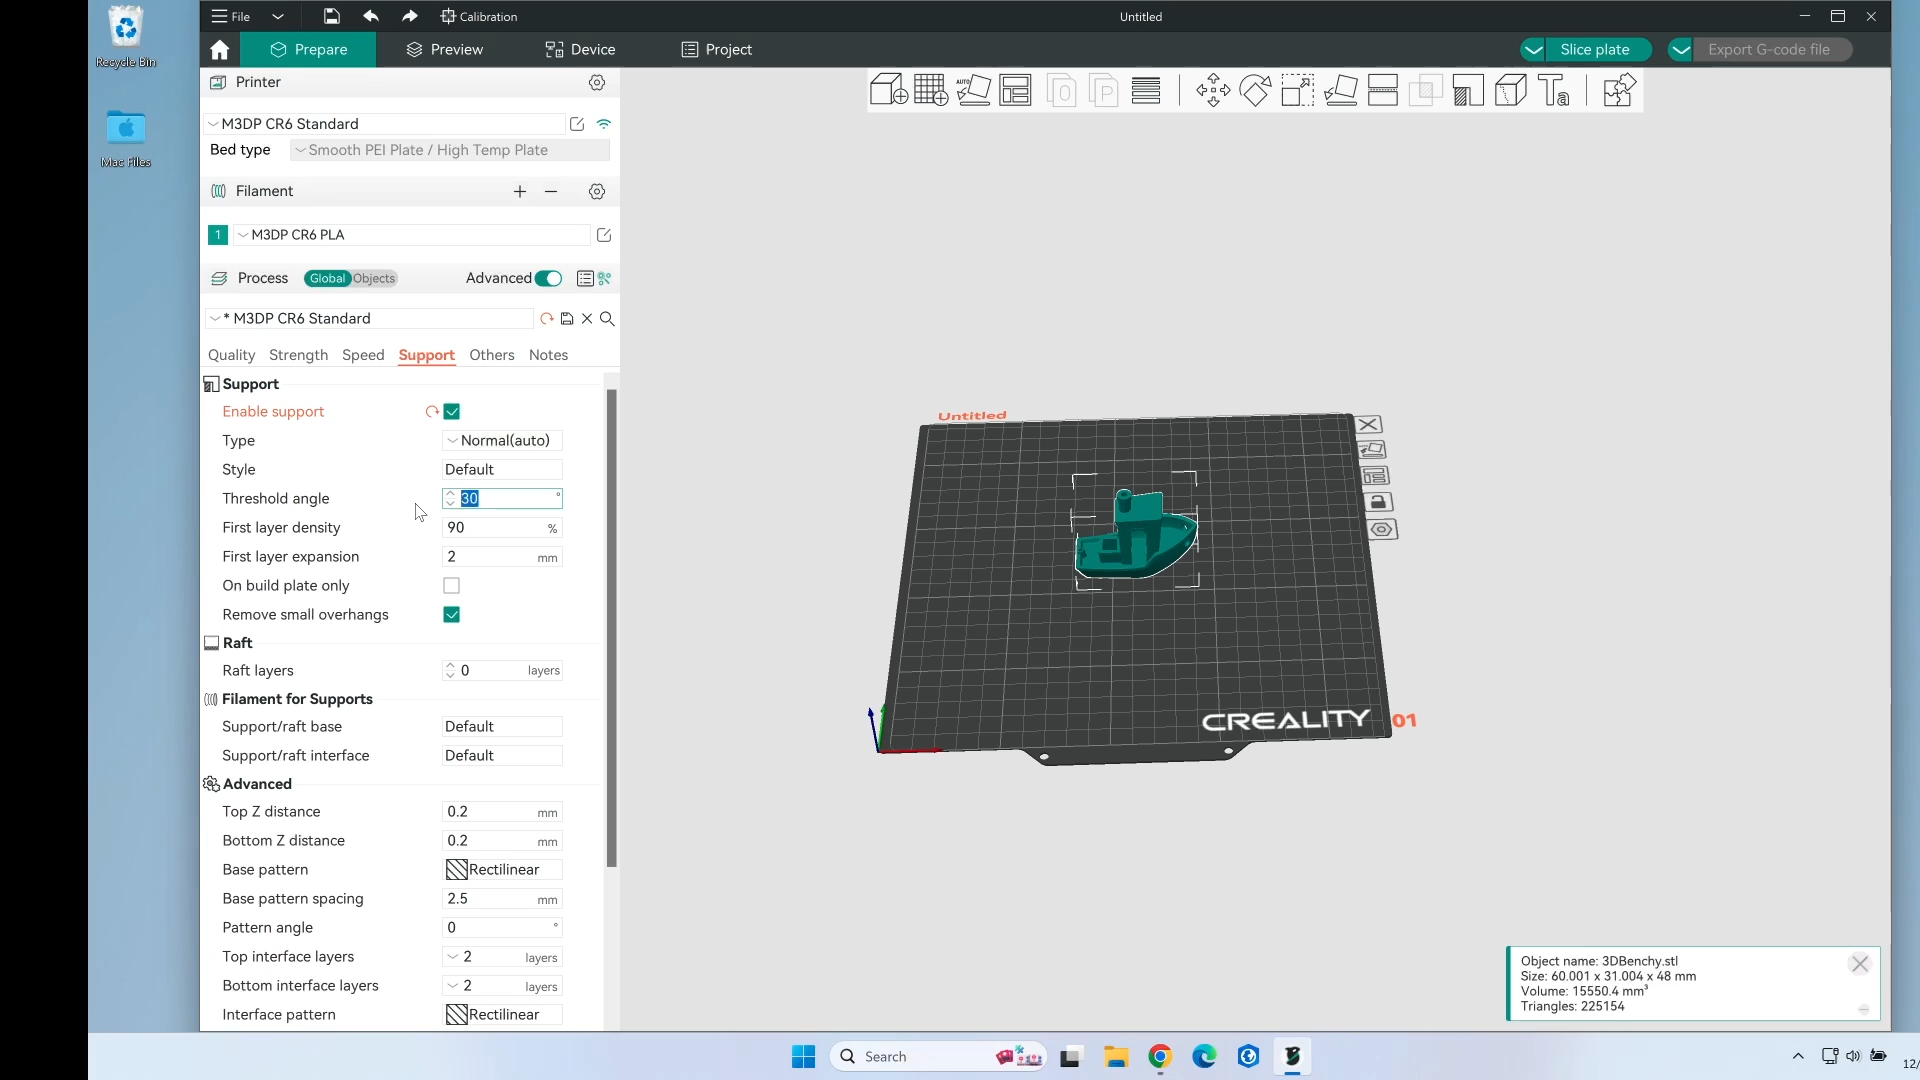 Recycle Bin
Mac Files
File
Calibration
Untitled
Prepare
Preview
Device
Project
Slice plate
Export G-code file
Printer
M3DP CR6 Standard
Bed type
Smooth PEI Plate / High Temp Plate
Filament
1
M3DP CR6 PLA
Process
Global Objects
Advanced
* M3DP CR6 Standard
Quality Strength Speed Support Others Notes
Support
Enable support
Type Normal(auto)
Style Default
Threshold angle 30 °
First layer density 90 %
First layer expansion 2 mm
On build plate only
Remove small overhangs
Raft
Raft layers 0 layers
Filament for Supports
Support/raft base Default
Support/raft interface Default
Advanced
Top Z distance 0.2 mm
Bottom Z distance 0.2 mm
Base pattern Rectilinear
Base pattern spacing 2.5 mm
Pattern angle 0 °
Top interface layers 2 layers
Bottom interface layers 2 layers
Interface pattern Rectilinear
AUTO
O
P
Ta
Untitled
CREALITY
01
Object name: 3DBenchy.stl
Size: 60.001 x 31.004 x 48 mm
Volume: 15550.4 mm³
Triangles: 225154
Search
12/